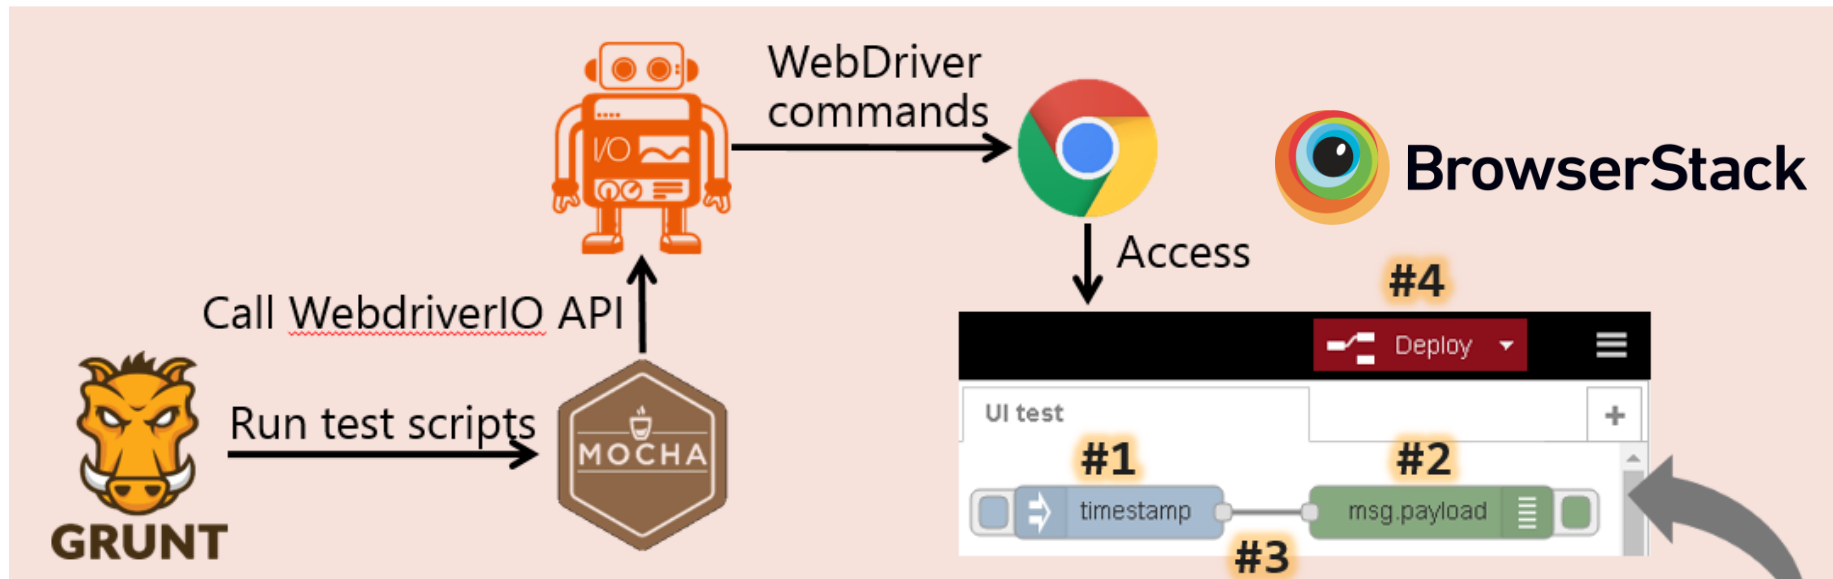 WebDriver
commands
I/O
BrowserStack
Access
#4
Call WebdriverIO API
Deploy
UI test
+
Run test scripts
MOCHA
#1
#2
timestamp
msg.payload
GRUNT
#3